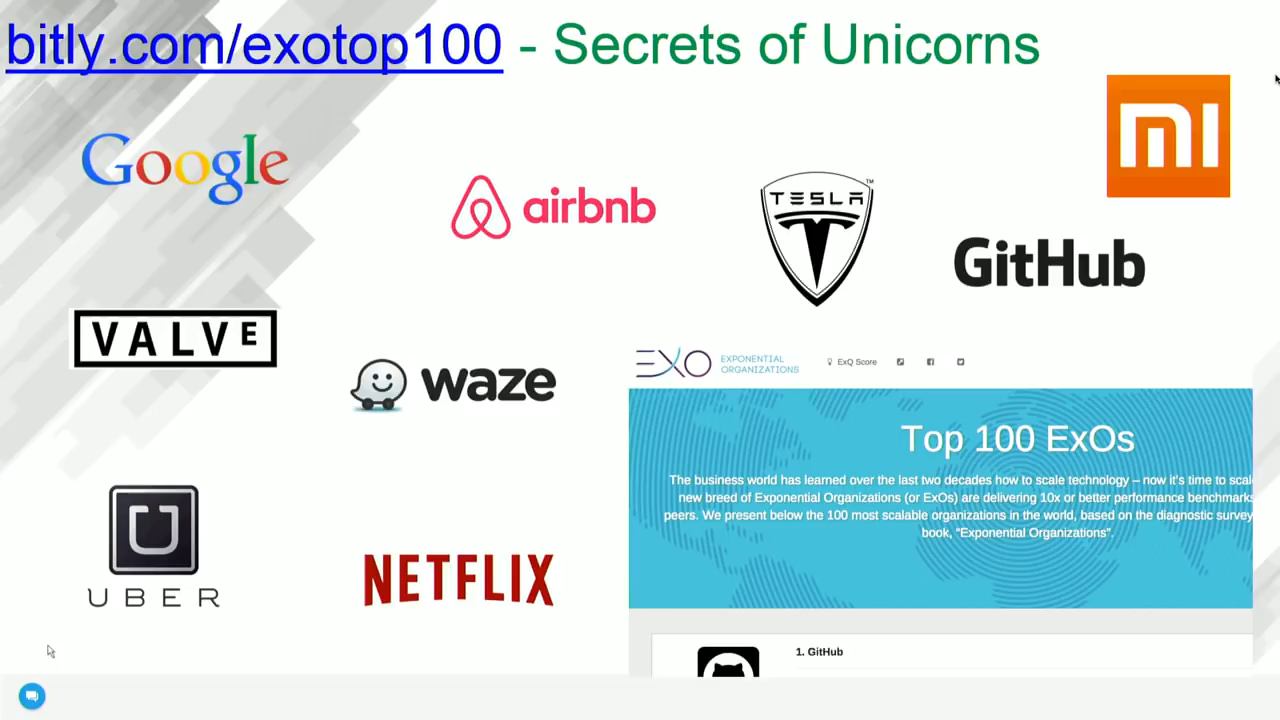 bitly.com/exotop100 - Secrets of Unicorns
Google
airbnb
TESLA
TM
MI
GitHub
VALVE
waze
EXO EXPONENTIAL
ORGANIZATIONS
ExQ Score
Top 100 ExOs
The business world has learned over the last two decades how to scale technology – now it's time to scal
new breed of Exponential Organizations (or ExOs) are delivering 10x or better performance benchmarks
peers. We present below the 100 most scalable organizations in the world, based on the diagnostic survey
book, "Exponential Organizations".
UBER
NETFLIX
1. GitHub